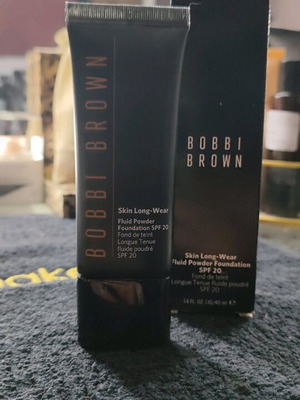 BOBBI BROWN
Skin Long-Wear
Fluid Powder
Foundation SPF 20
Fond de teint
Longue Tenue
fluide poudré
SPF 20
BOBBI
BROWN
Skin Long-Wear
Fluid Powder Foundation
SPF 20
Fond de teint
Longue Tenue fluide poudré
SPF 20